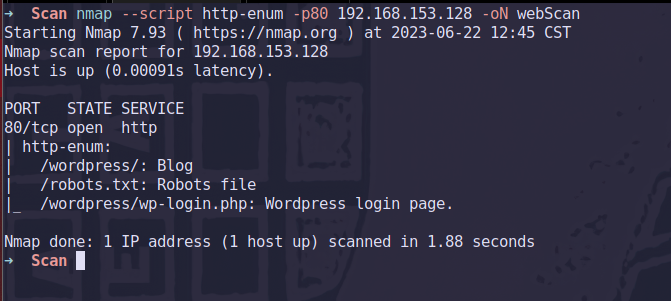 → Scan nmap --script http-enum -p80 192.168.153.128 -oN webScan
Starting Nmap 7.93 ( https://nmap.org ) at 2023-06-22 12:45 CST
Nmap scan report for 192.168.153.128
Host is up (0.00091s latency).
PORT   STATE SERVICE
80/tcp open  http
| http-enum:
|   /wordpress/: Blog
|   /robots.txt: Robots file
|_  /wordpress/wp-login.php: Wordpress login page.
Nmap done: 1 IP address (1 host up) scanned in 1.88 seconds
→ Scan